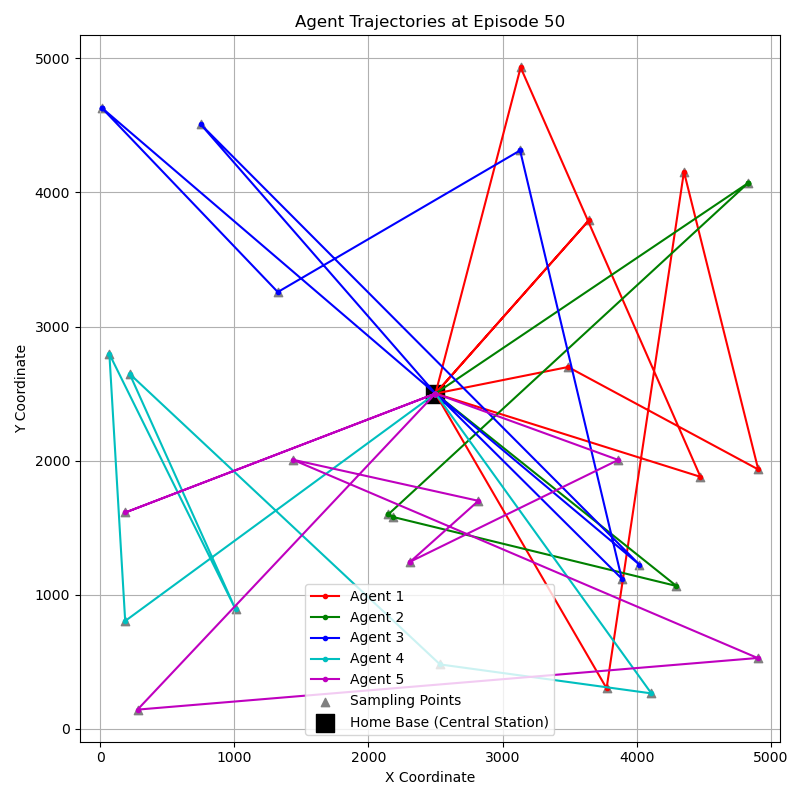 Agent Trajectories at Episode 50
Y Coordinate
5000
4000
3000
2000
1000
0
Agent 1
Agent 2
Agent 3
Agent 4
Agent 5
Sampling Points
Home Base (Central Station)
0 1000 2000 3000 4000 5000
X Coordinate